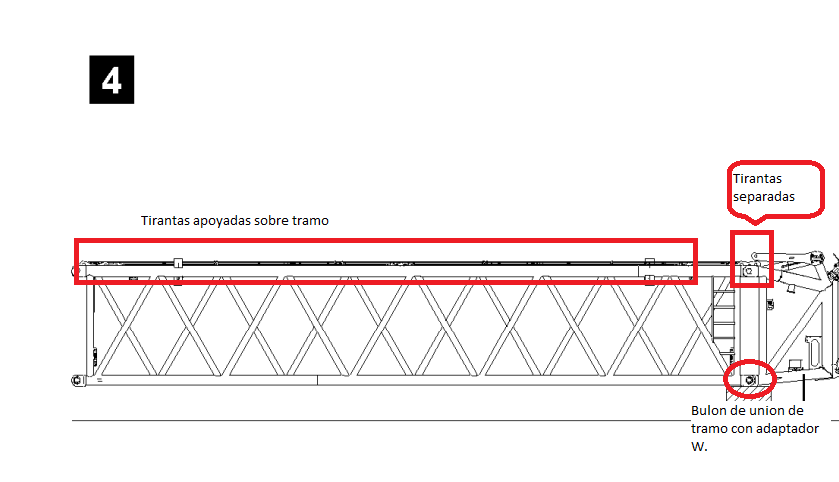 4
Tirantas
separadas
Tirantas apoyadas sobre tramo
Bulon de union de
tramo con adaptador
W.